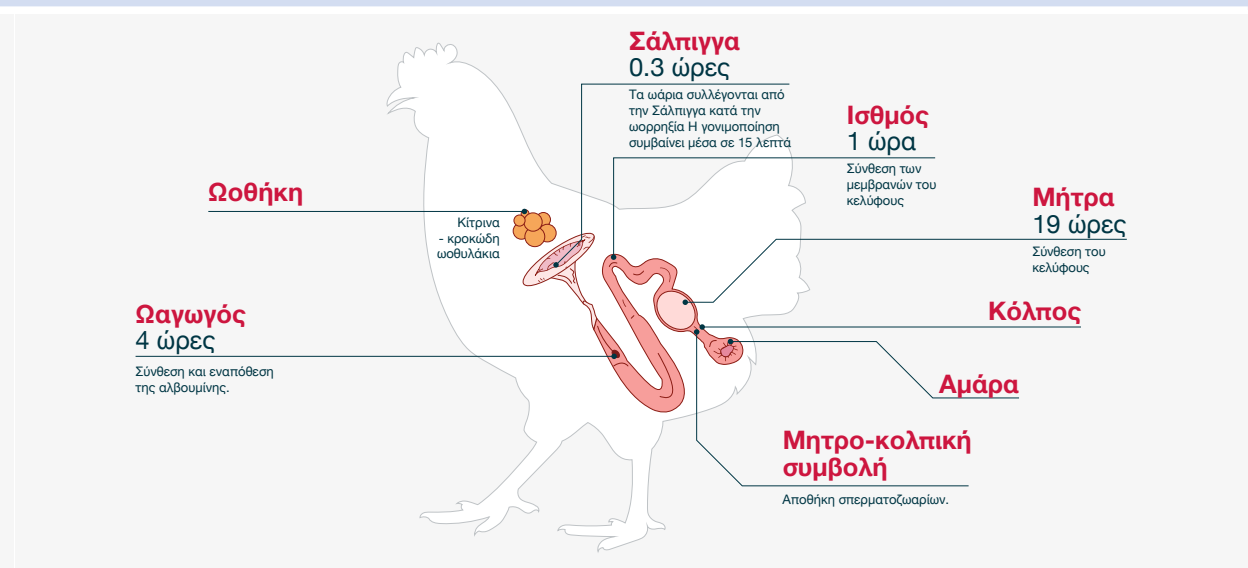 Σάλπιγγα
0.3 ώρες
Τα ωάρια συλλέγονται από
την Σάλπιγγα κατά την
ωορρηξία Η γονιμοποίηση
συμβαίνει μέσα σε 15 λεπτά
Ισθμός
1 ώρα
Σύνθεση των
μεμβρανών του
κελύφους
Ωοθήκη
Κίτρινα
- κροκώδη
ωοθυλάκια
Μήτρα
19 ώρες
Σύνθεση του
κελύφους
Ωαγωγός
4 ώρες
Σύνθεση και εναπόθεση
της αλβουμίνης.
Κόλπος
Αμάρα
Μητρο-κολπική
συμβολή
Αποθήκη σπερματοζωαρίων.